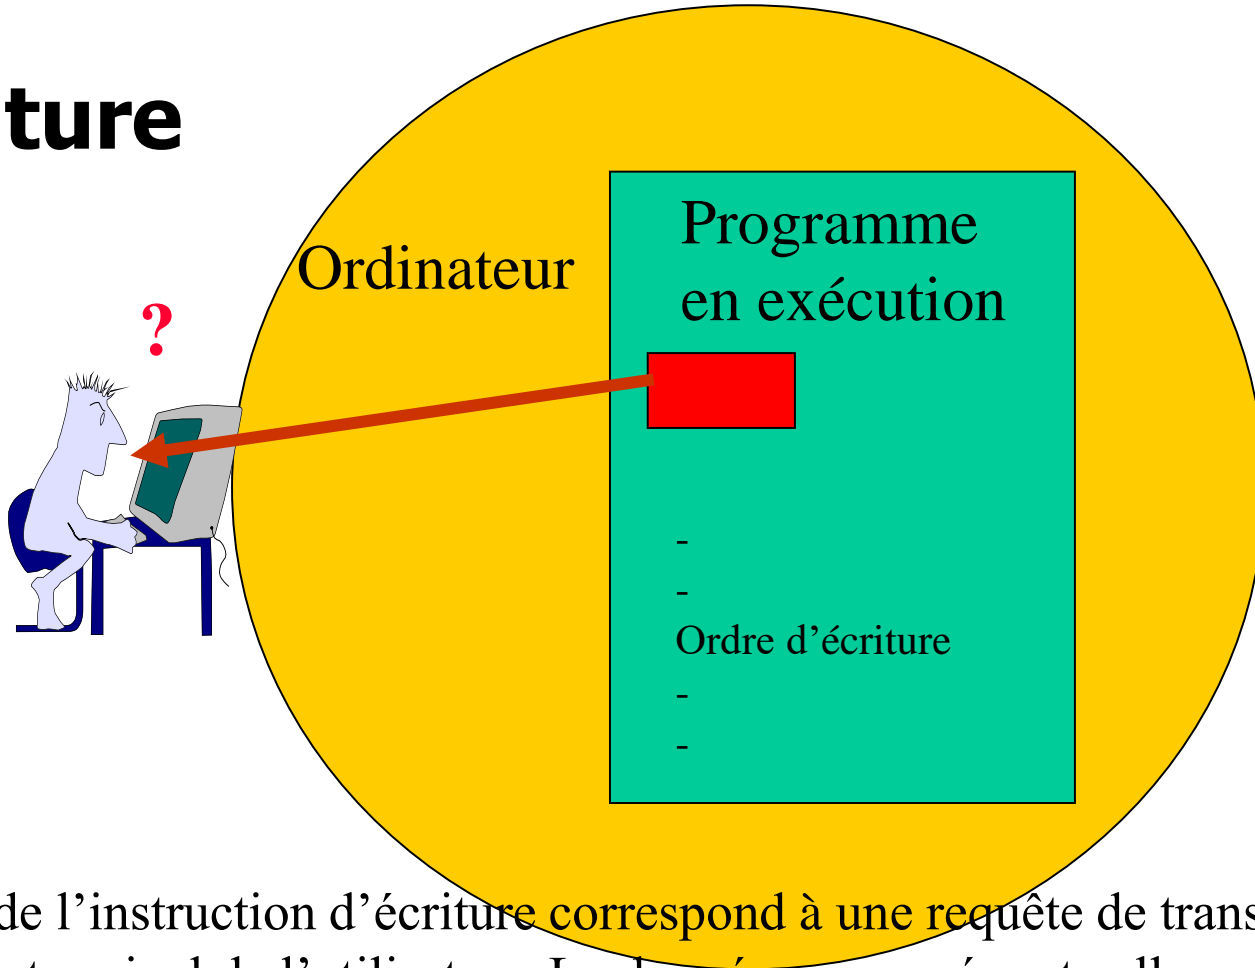 ture
Programme
en exécution
Ordinateur
?
-
-
Ordre d’écriture
-
-
de l’instruction d’écriture correspond à une requête de trans